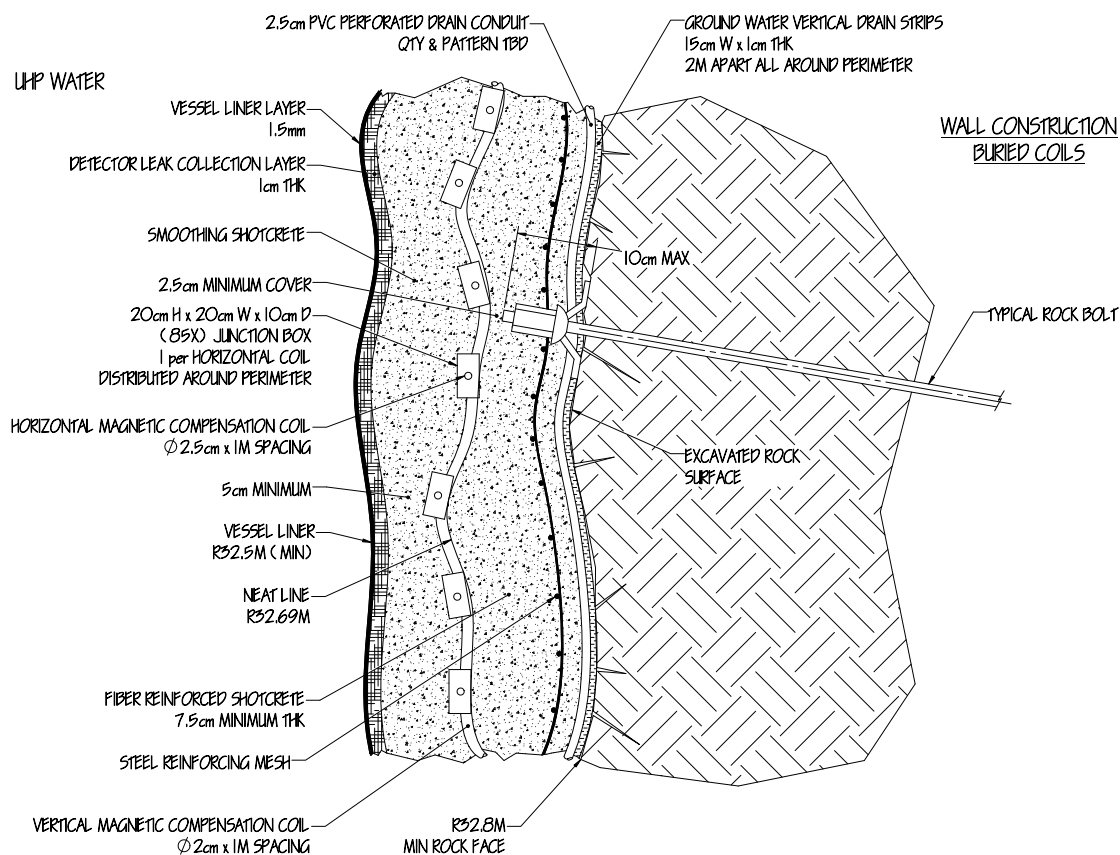 2.5cm PVC PERFORATED DRAIN CONDUIT
QTY & PATTERN TBD
GROUND WATER VERTICAL DRAIN STRIPS
15cm W x 1cm THK
2M APART ALL AROUND PERIMETER
UHP WATER
VESSEL LINER LAYER
1.5mm
WALL CONSTRUCTION
BURIED COILS
DETECTOR LEAK COLLECTION LAYER
1cm THK
SMOOTHING SHOTCRETE
10cm MAX
2.5cm MINIMUM COVER
20cm H x 20cm W x 10cm D
(85X) JUNCTION BOX
1 per HORIZONTAL COIL
DISTRIBUTED AROUND PERIMETER
TYPICAL ROCK BOLT
HORIZONTAL MAGNETIC COMPENSATION COIL
Ø2.5cm x 1M SPACING
EXCAVATED ROCK
SURFACE
5cm MINIMUM
VESSEL LINER
R32.5M (MIN)
NEAT LINE
R32.69M
FIBER REINFORCED SHOTCRETE
7.5cm MINIMUM THK
STEEL REINFORCING MESH
VERTICAL MAGNETIC COMPENSATION COIL
Ø2cm x 1M SPACING
R32.8M
MIN ROCK FACE